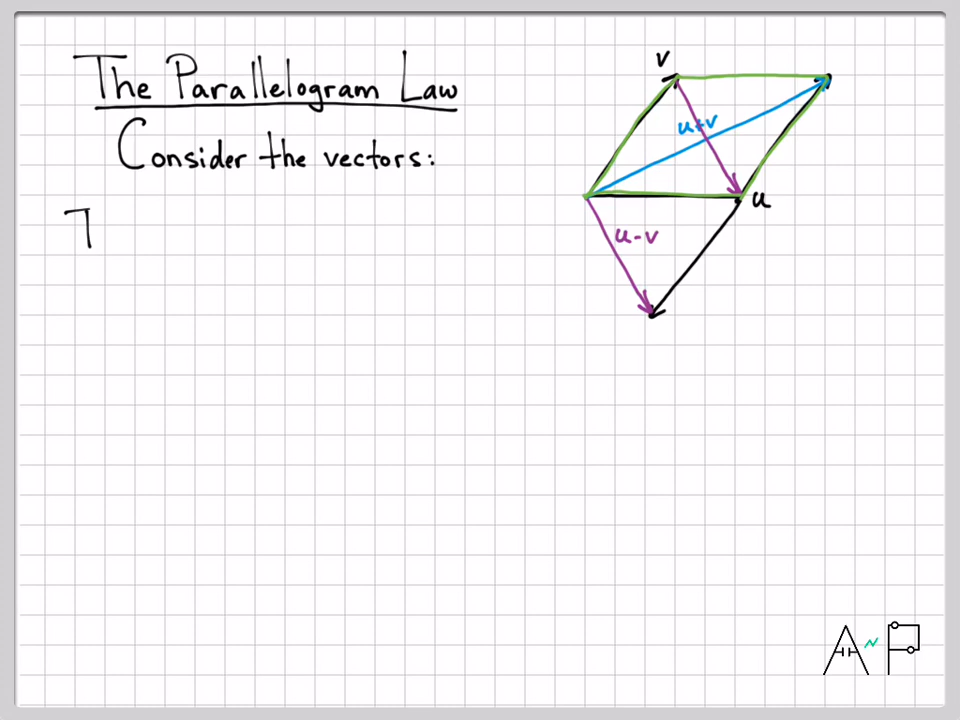 The Parallelogram Law
Consider the vectors:
T
v
u+v
u
u-v
A~P